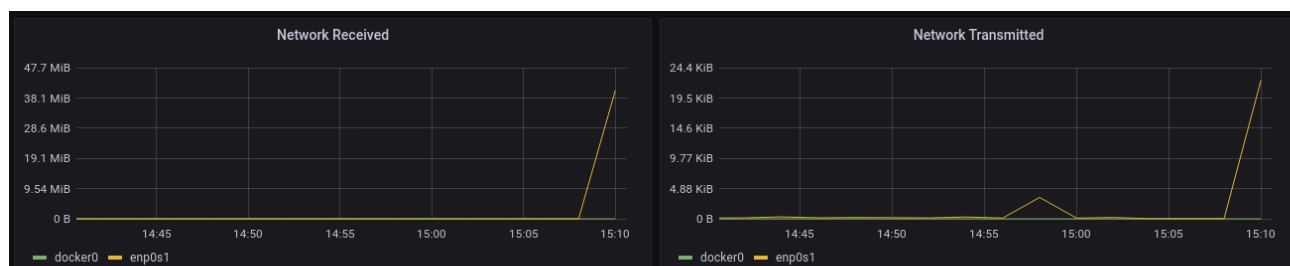 Network Received
47.7 MiB
38.1 MiB
28.6 MiB
19.1 MiB
9.54 MiB
0 B
14:45 14:50 14:55 15:00 15:05 15:10
docker0 enp0s1
Network Transmitted
24.4 KiB
19.5 KiB
14.6 KiB
9.77 KiB
4.88 KiB
0 B
14:45 14:50 14:55 15:00 15:05 15:10
docker0 enp0s1